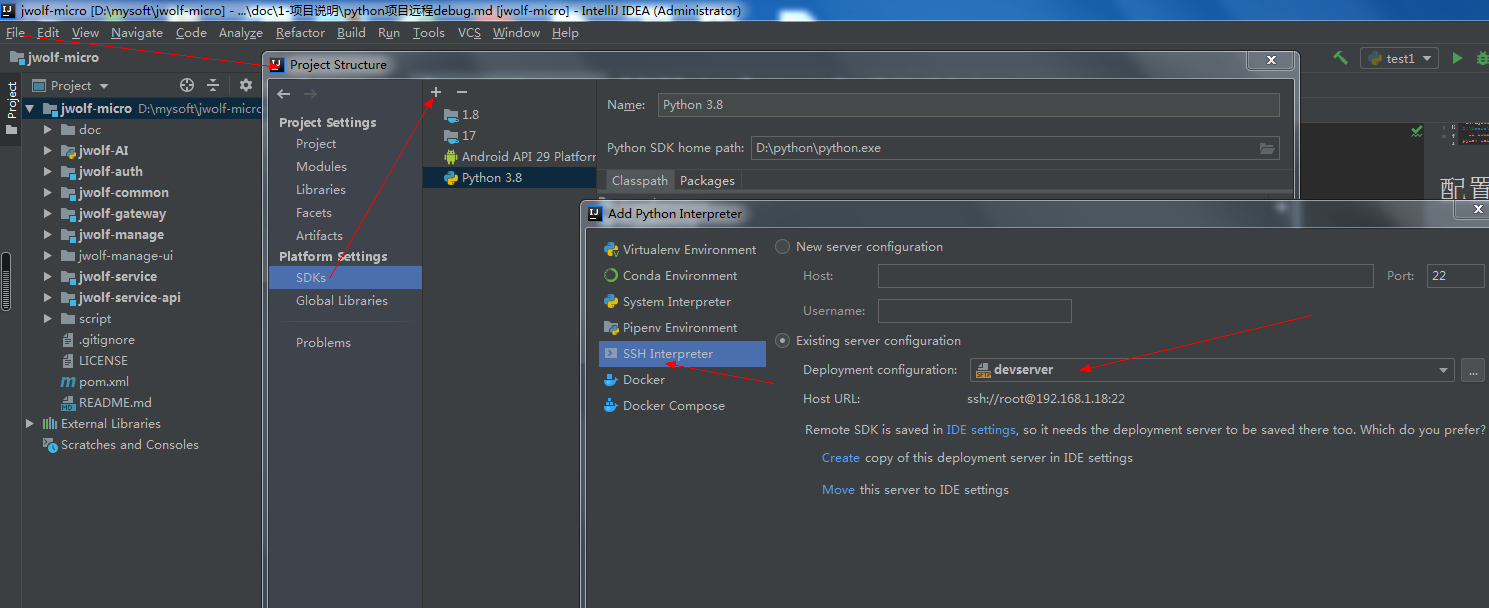 jwolf-micro [D:\mysoft\jwolf-micro] - ...\doc\1-项目说明\python项目远程debug.md [jwolf-micro] - IntelliJ IDEA (Administrator)
File Edit View Navigate Code Analyze Refactor Build Run Tools VCS Window Help
jwolf-micro
test1
Project
Project
jwolf-micro D:\mysoft\jwolf-micro
doc
jwolf-AI
jwolf-auth
jwolf-common
jwolf-gateway
jwolf-manage
jwolf-manage-ui
jwolf-service
jwolf-service-api
script
.gitignore
LICENSE
pom.xml
README.md
External Libraries
Scratches and Consoles
Project Structure
Project Settings
Project
Modules
Libraries
Facets
Artifacts
Platform Settings
SDKs
Global Libraries
Problems
1.8
17
Android API 29 Platforr
Python 3.8
Name: Python 3.8
Python SDK home path: D:\python\python.exe
Classpath Packages
配置
Add Python Interpreter
Virtualenv Environment
Conda Environment
System Interpreter
Pipenv Environment
SSH Interpreter
Docker
Docker Compose
New server configuration
Host: Port: 22
Username:
Existing server configuration
Deployment configuration: devserver ...
Host URL: ssh://root@192.168.1.18:22
Remote SDK is saved in IDE settings, so it needs the deployment server to be saved there too. Which do you prefer?
Create copy of this deployment server in IDE settings
Move this server to IDE settings